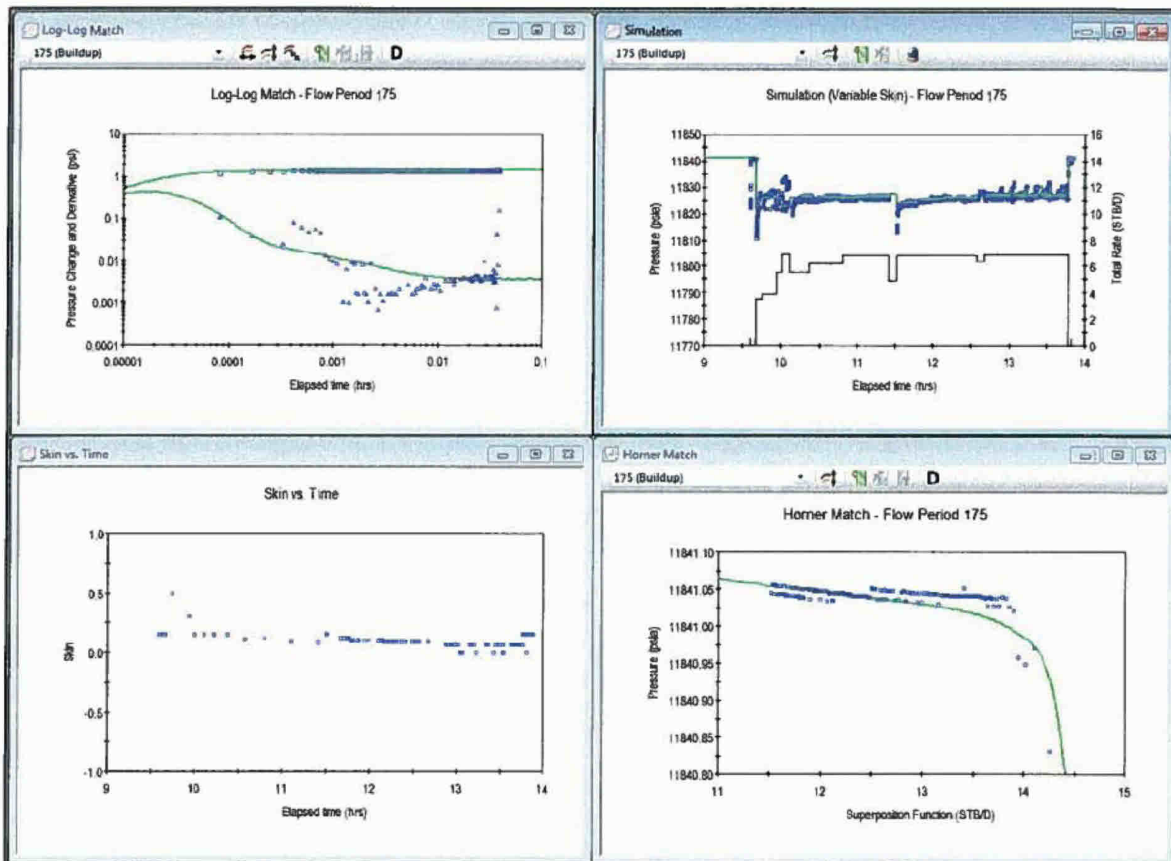 Log-Log Match
175 (Buildup)
D
Log-Log Match - Flow Period 175
Pressure Change and Derivative (psi)
10
1
0.1
0.01
0.001
0.0001
0.00001
0.0001
0.001
0.01
0.1
Elapsed time (hrs)
Simulation
175 (Buildup)
Simulation (Variable Skin) - Flow Period 175
Pressure (psia)
11850
11840
11830
11820
11810
11800
11790
11780
11770
16
14
12
10
8
6
4
2
0
Total Rate (STB/D)
9
10
11
12
13
14
Elapsed time (hrs)
Skin vs. Time
Skin vs. Time
Skin
1.0
0.5
0.0
-0.5
-1.0
9
10
11
12
13
14
Elapsed time (hrs)
Horner Match
175 (Buildup)
D
Horner Match - Flow Period 175
Pressure (psia)
11841.10
11841.05
11841.00
11840.95
11840.90
11840.85
11840.80
11
12
13
14
15
Superposition Function (STB/D)